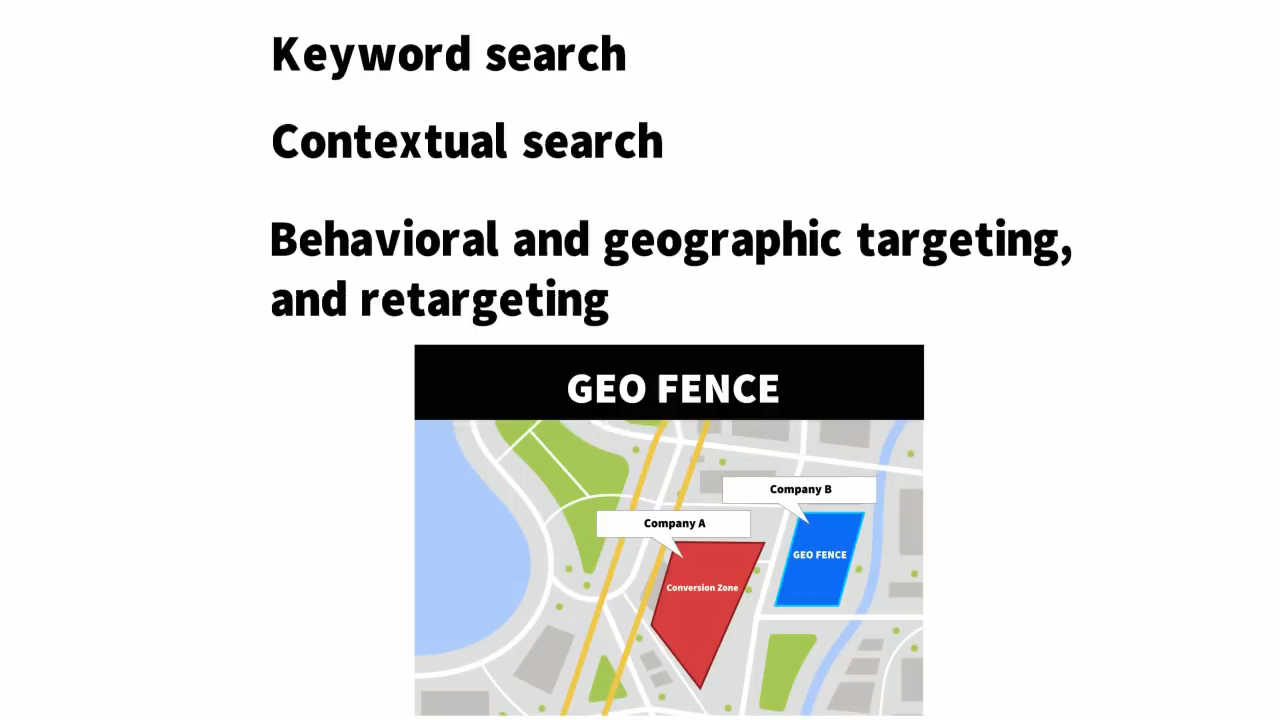 Keyword search
Contextual search
Behavioral and geographic targeting,
and retargeting
GEO FENCE
Company B
Company A
GEO FENCE
Conversion Zone